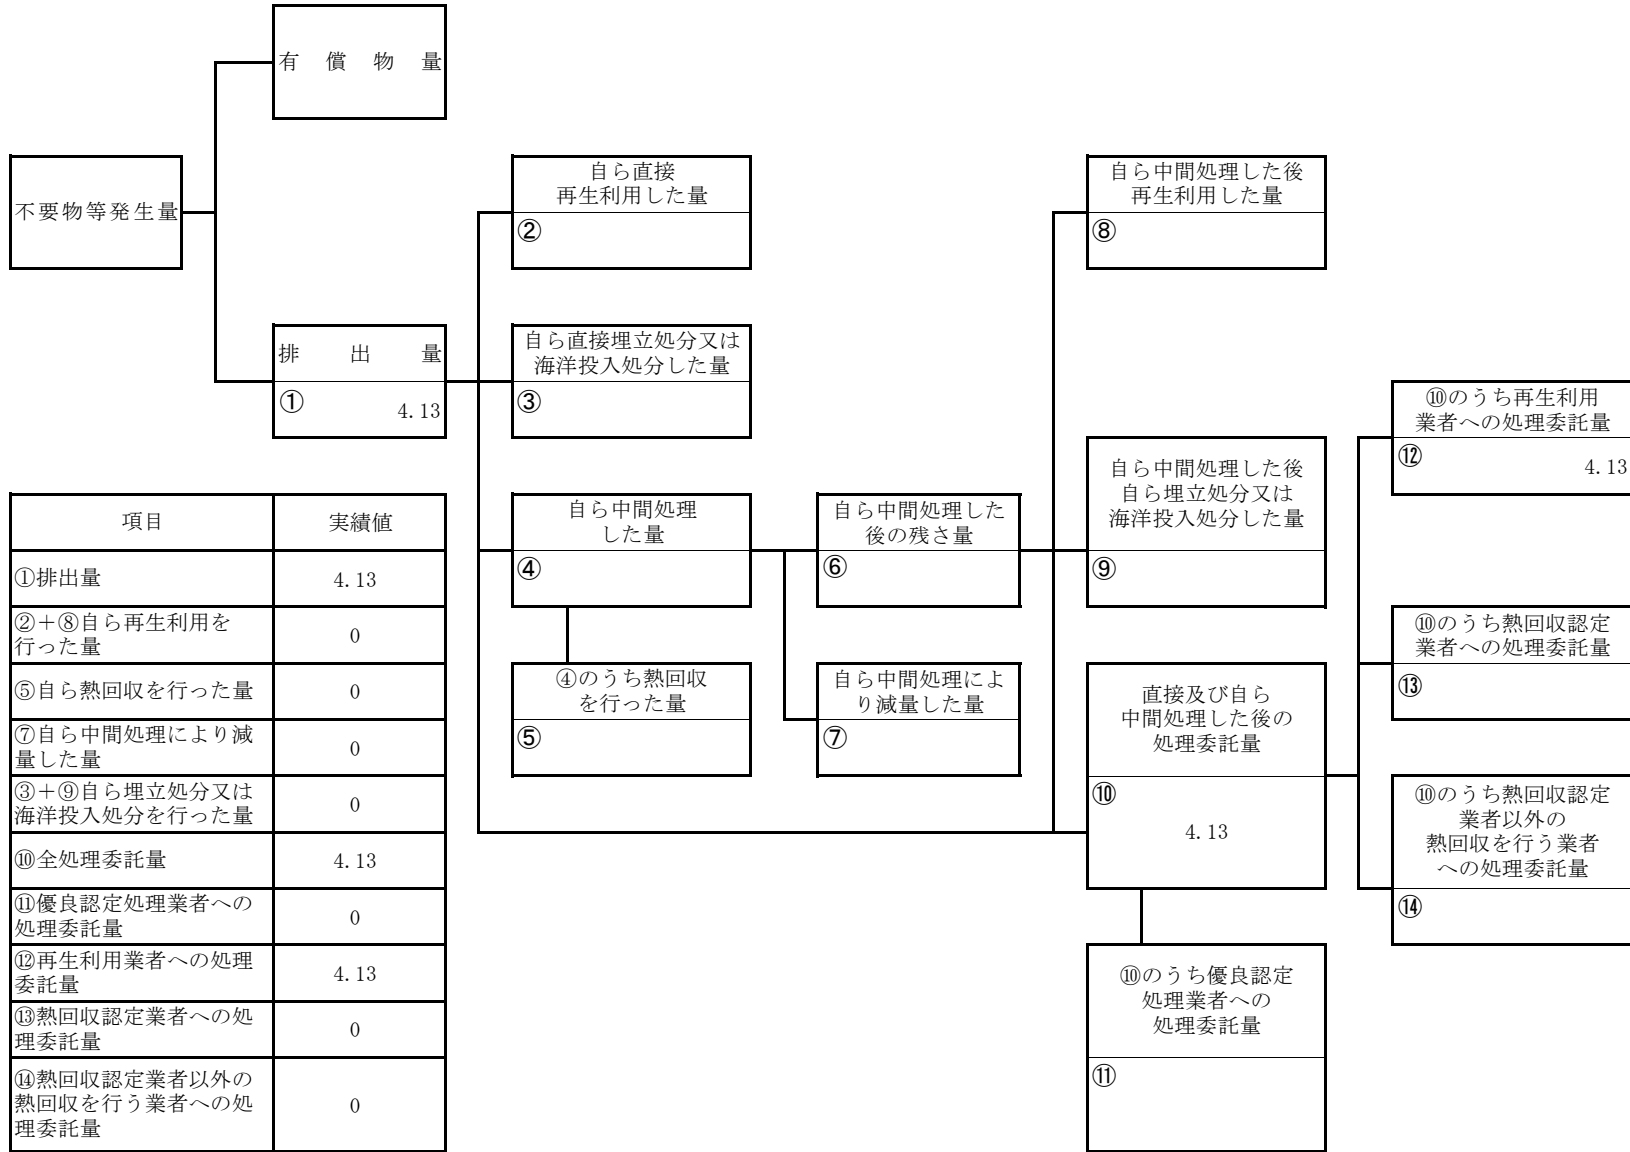 有償物量
不要物等発生量
排出量
①
4.13
自ら直接
再生利用した量
②
自ら直接埋立処分又は
海洋投入処分した量
③
自ら中間処理
した量
④
④のうち熱回収
を行った量
⑤
自ら中間処理した
後の残さ量
⑥
自ら中間処理によ
り減量した量
⑦
自ら中間処理した後
再生利用した量
⑧
自ら中間処理した後
自ら埋立処分又は
海洋投入処分した量
⑨
直接及び自ら
中間処理した後の
処理委託量
⑩
4.13
⑩のうち優良認定
処理業者への
処理委託量
⑪
⑩のうち再生利用
業者への処理委託量
⑫
4.13
⑩のうち熱回収認定
業者への処理委託量
⑬
⑩のうち熱回収認定
業者以外の
熱回収を行う業者
への処理委託量
⑭
項目
実績値
①排出量
4.13
②+⑧自ら再生利用を
行った量
0
⑤自ら熱回収を行った量
0
⑦自ら中間処理により減
量した量
0
③+⑨自ら埋立処分又は
海洋投入処分を行った量
0
⑩全処理委託量
4.13
⑪優良認定処理業者への
処理委託量
0
⑫再生利用業者への処理
委託量
4.13
⑬熱回収認定業者への処
理委託量
0
⑭熱回収認定業者以外の
熱回収を行う業者への処
理委託量
0